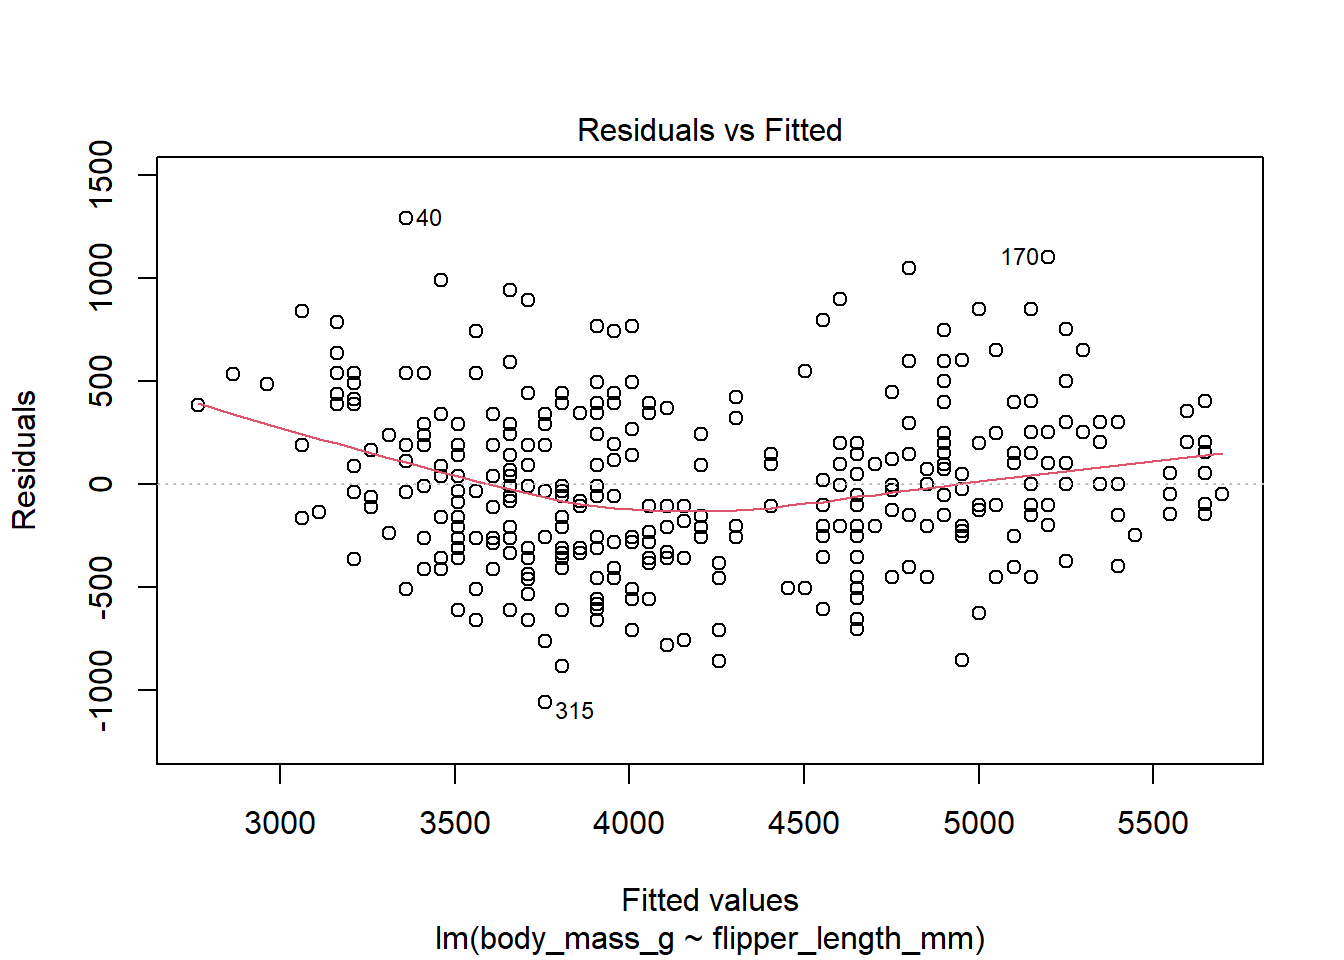 Residuals vs Fitted
1500
1000
500
0
-500
-1000
Residuals
40
170
315
3000 3500 4000 4500 5000 5500
Fitted values
lm(body_mass_g ~ flipper_length_mm)